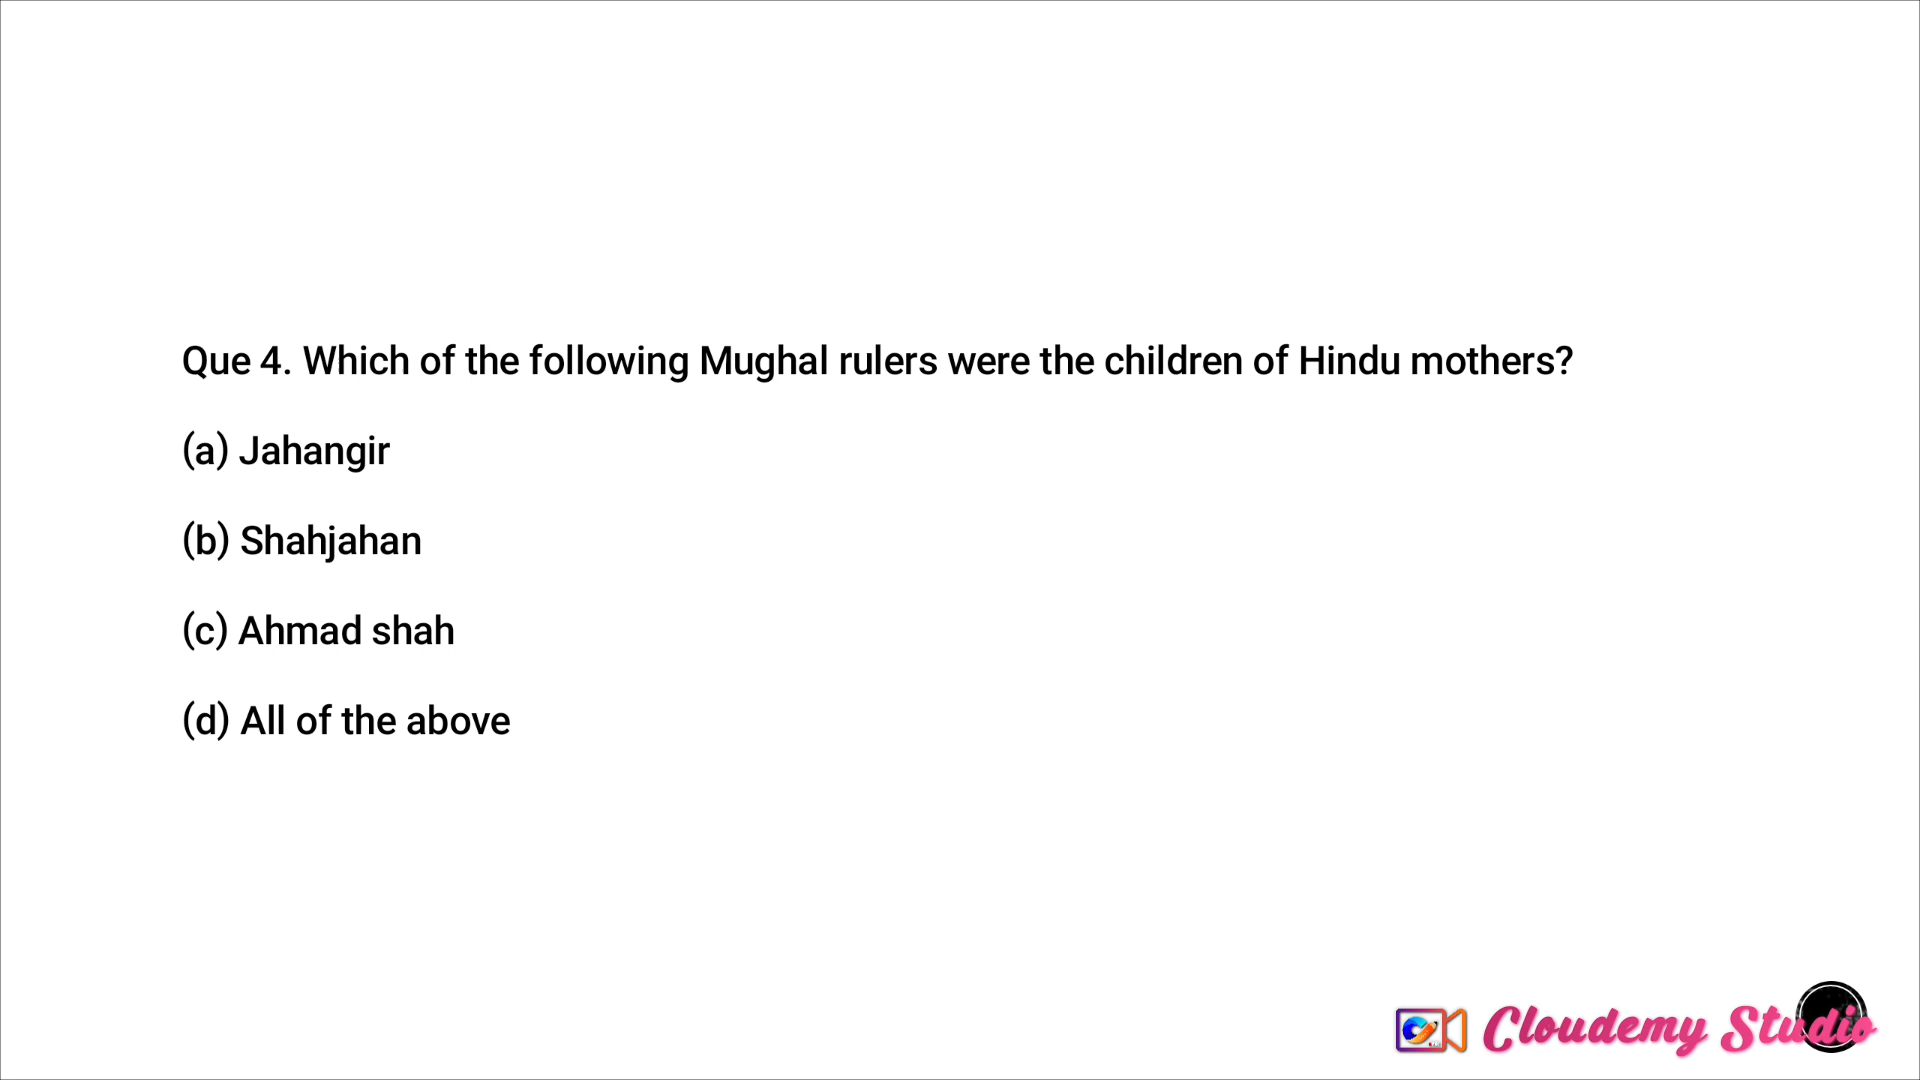 Que 4. Which of the following Mughal rulers were the children of Hindu mothers?
(a) Jahangir
(b) Shahjahan
(c) Ahmad shah
(d) All of the above
Cloudemy Studio